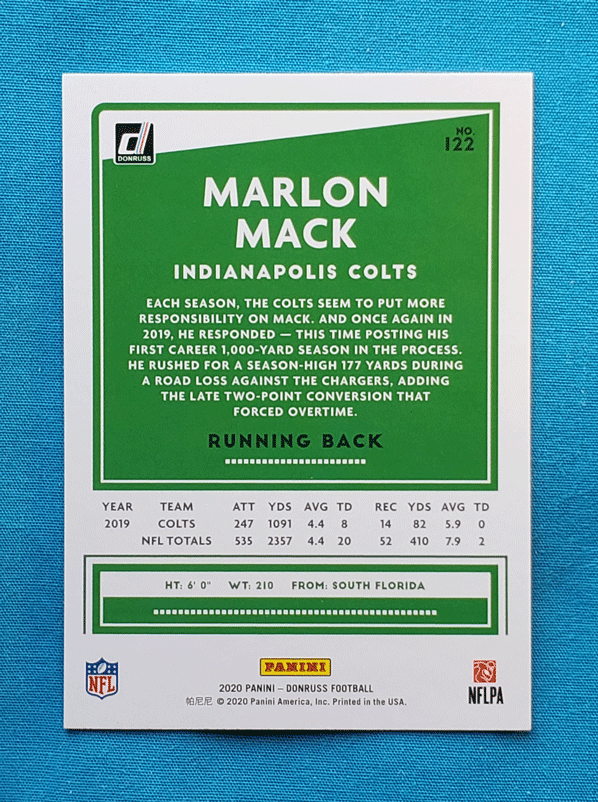 DONRUSS
NO.
122
MARLON
MACK
INDIANAPOLIS COLTS
EACH SEASON, THE COLTS SEEM TO PUT MORE
RESPONSIBILITY ON MACK. AND ONCE AGAIN IN
2019, HE RESPONDED — THIS TIME POSTING HIS
FIRST CAREER 1,000-YARD SEASON IN THE PROCESS.
HE RUSHED FOR A SEASON-HIGH 177 YARDS DURING
A ROAD LOSS AGAINST THE CHARGERS, ADDING
THE LATE TWO-POINT CONVERSION THAT
FORCED OVERTIME.
RUNNING BACK
YEAR TEAM ATT YDS AVG TD REC YDS AVG TD
2019 COLTS 247 1091 4.4 8 14 82 5.9 0
NFL TOTALS 535 2357 4.4 20 52 410 7.9 2
HT: 6' 0" WT: 210 FROM: SOUTH FLORIDA
NFL
PANINI
2020 PANINI – DONRUSS FOOTBALL
帕尼尼 © 2020 Panini America, Inc. Printed in the USA.
NFLPA